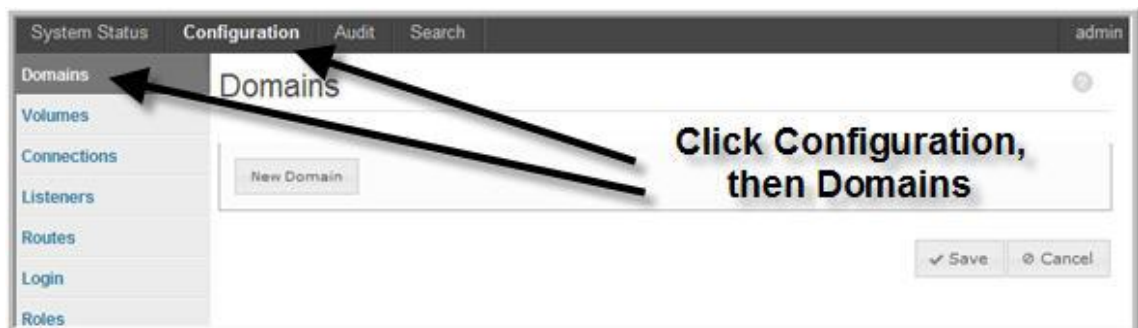 System Status Configuration Audit Search admin
Domains
Volumes
Connections
Listeners
Routes
Login
Roles
Domains
New Domain
Click Configuration,
then Domains
Save Cancel